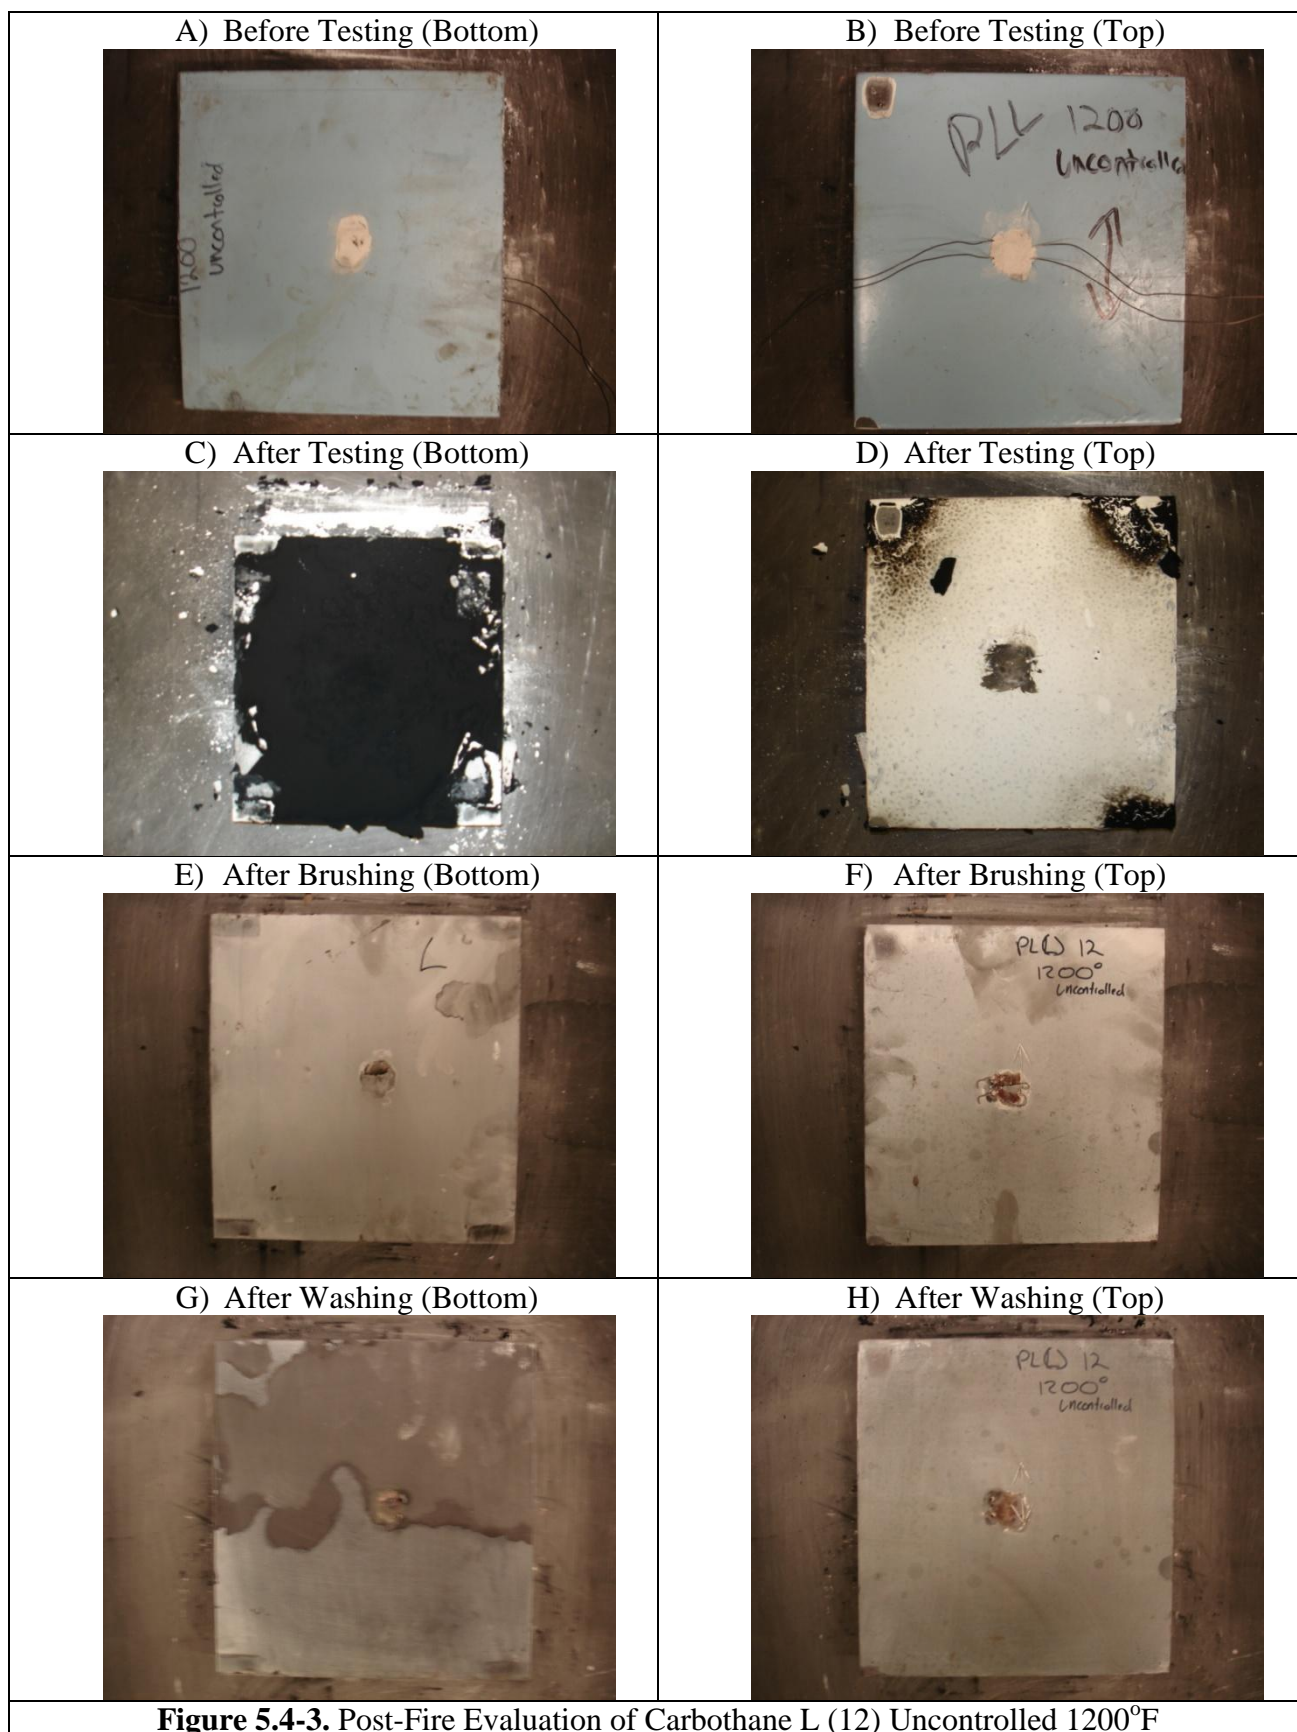 A) Before Testing (Bottom)
B) Before Testing (Top)
1200
uncontrolled
PLL 1200
Uncontrolled
C) After Testing (Bottom)
D) After Testing (Top)
E) After Brushing (Bottom)
F) After Brushing (Top)
L
PL(L) 12
1200°
Uncontrolled
G) After Washing (Bottom)
H) After Washing (Top)
PL(L) 12
1200°
Uncontrolled
Figure 5.4-3. Post-Fire Evaluation of Carbothane L (12) Uncontrolled 1200°F